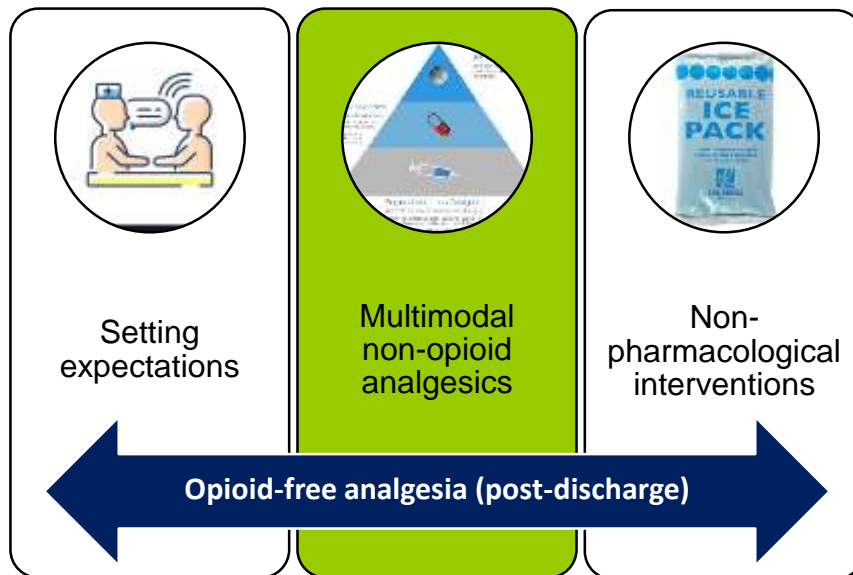 REUSABLE
ICE
PACK
Setting
expectations
Multimodal
non-opioid
analgesics
Non-
pharmacological
interventions
Opioid-free analgesia (post-discharge)